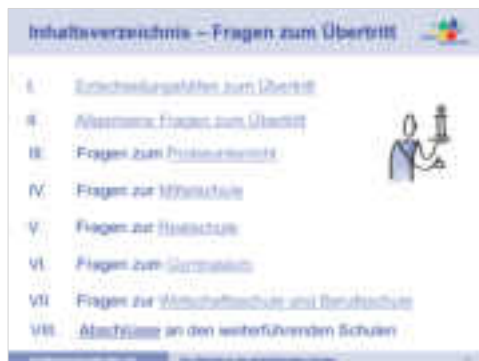 Inhaltsverzeichnis – Fragen zum Übertritt
I. Entscheidungshilfen zum Übertritt
II. Allgemeine Fragen zum Übertritt
III. Fragen zum Probeunterricht
IV. Fragen zur Mittelschule
V. Fragen zur Realschule
VI. Fragen zum Gymnasium
VII. Fragen zur Wirtschaftsschule und Berufsschule
VIII. Abschlüsse an den weiterführenden Schulen